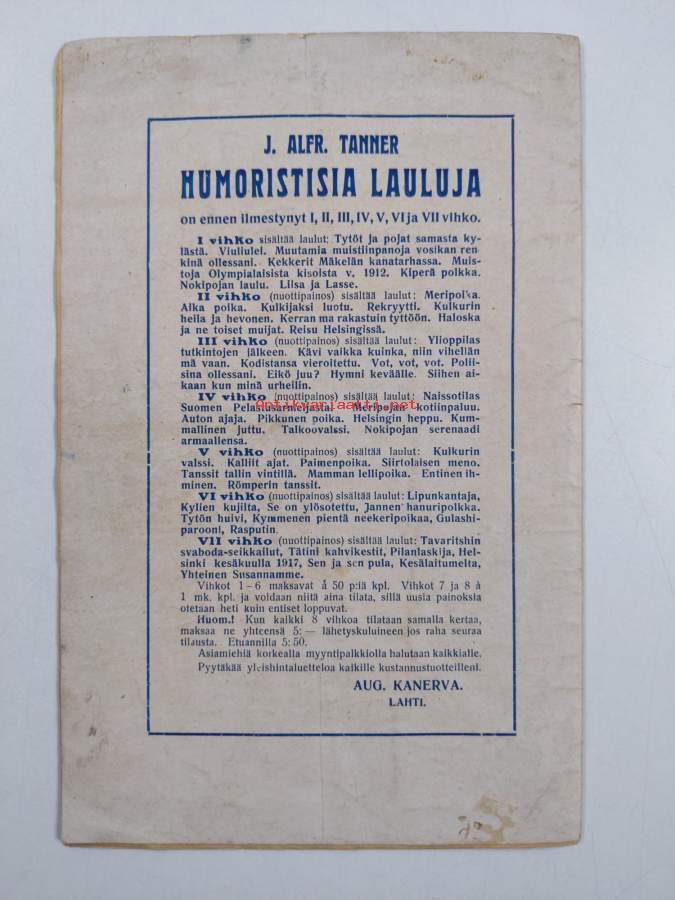 J. ALFR. TANNER
HUMORISTISIA LAULUJA
on ennen ilmestynyt I, II, III, IV, V, VI ja VII vihko.
I vihko sisältää laulut: Tytöt ja pojat samasta ky-
lästä. Viuliulei. Muutamia muistiinpanoja vosikan ren-
kinä ollessani. Kekkerit Mäkelän kanatarhassa. Muis-
toja Olympialaisista kisoista v. 1912. Kiperä polkka.
Nokipojan laulu. Liisa ja Lasse.
II vihko (nuottipainos) sisältää laulut: Meripoika.
Aika poika. Kulkijaksi luotu. Rekryytti. Kulkurin
heila ja hevonen. Kerran ma rakastuin tyttöön. Haloska
ja ne toiset muijat. Reisu Helsingissä.
III vihko (nuottipainos) sisältää laulut: Ylioppilas
tutkintojen jälkeen. Kävi vaikka kuinka, niin vihellän
mä vaan. Kodistansa vieroitettu. Vot, vot, vot. Polii-
sina ollessani. Eikö juu? Hymni keväälle. Siihen ai-
kaan kun minä urheilin.
IV vihko (nuottipainos) sisältää laulut: Naissotilas
Suomen Pelastusarmeijasta. Meripojan kotiinpaluu.
Antikvariaatti.net
Auton ajaja. Pikkunen poika. Helsingin heppu. Kum-
mallinen juttu. Talkoovalssi. Nokipojan serenaadi
armaallensa.
V vihko (nuottipainos) sisältää laulut: Kulkurin
valssi. Kalliit ajat. Paimenpoika. Siirtolaisen meno.
Tanssit tallin vintillä. Mamman lellipoika. Entinen ih-
minen. Römperin tanssit.
VI vihko (nuottipainos) sisältää laulut: Lipunkantaja,
Kylien kujilta, Se on ylösotettu, Jannen hanuripolkka.
Tytön huivi, Kymmenen pientä neekeripoikaa, Gulashi-
parooni, Rasputin.
VII vihko (nuottipainos) sisältää laulut: Tavaritshin
svaboda-seikkailut, Tätini kahvikestit, Pilanlaskija, Hel-
sinki kesäkuulla 1917, Sen ja sen pula, Kesälaitumelta,
Yhteinen Susannamme.
Vihkot 1-6 maksavat á 50 p:iä kpl. Vihkot 7 ja 8 à
1 mk. kpl. ja voidaan niitä aina tilata, sillä uusia painoksia
otetaan heti kuin entiset loppuvat.
Huom.! Kun kaikki 8 vihkoa tilataan samalla kertaa,
maksaa ne yhteensä 5: — lähetyskuluineen jos raha seuraa
tilausta. Etuannilla 5: 50.
Asiamiehiä korkealla myyntipalkkiolla halutaan kaikkialle.
Pyytäkää yleishintaluetteloa kaikille kustannustuotteilleni.
AUG. KANERVA.
LAHTI.